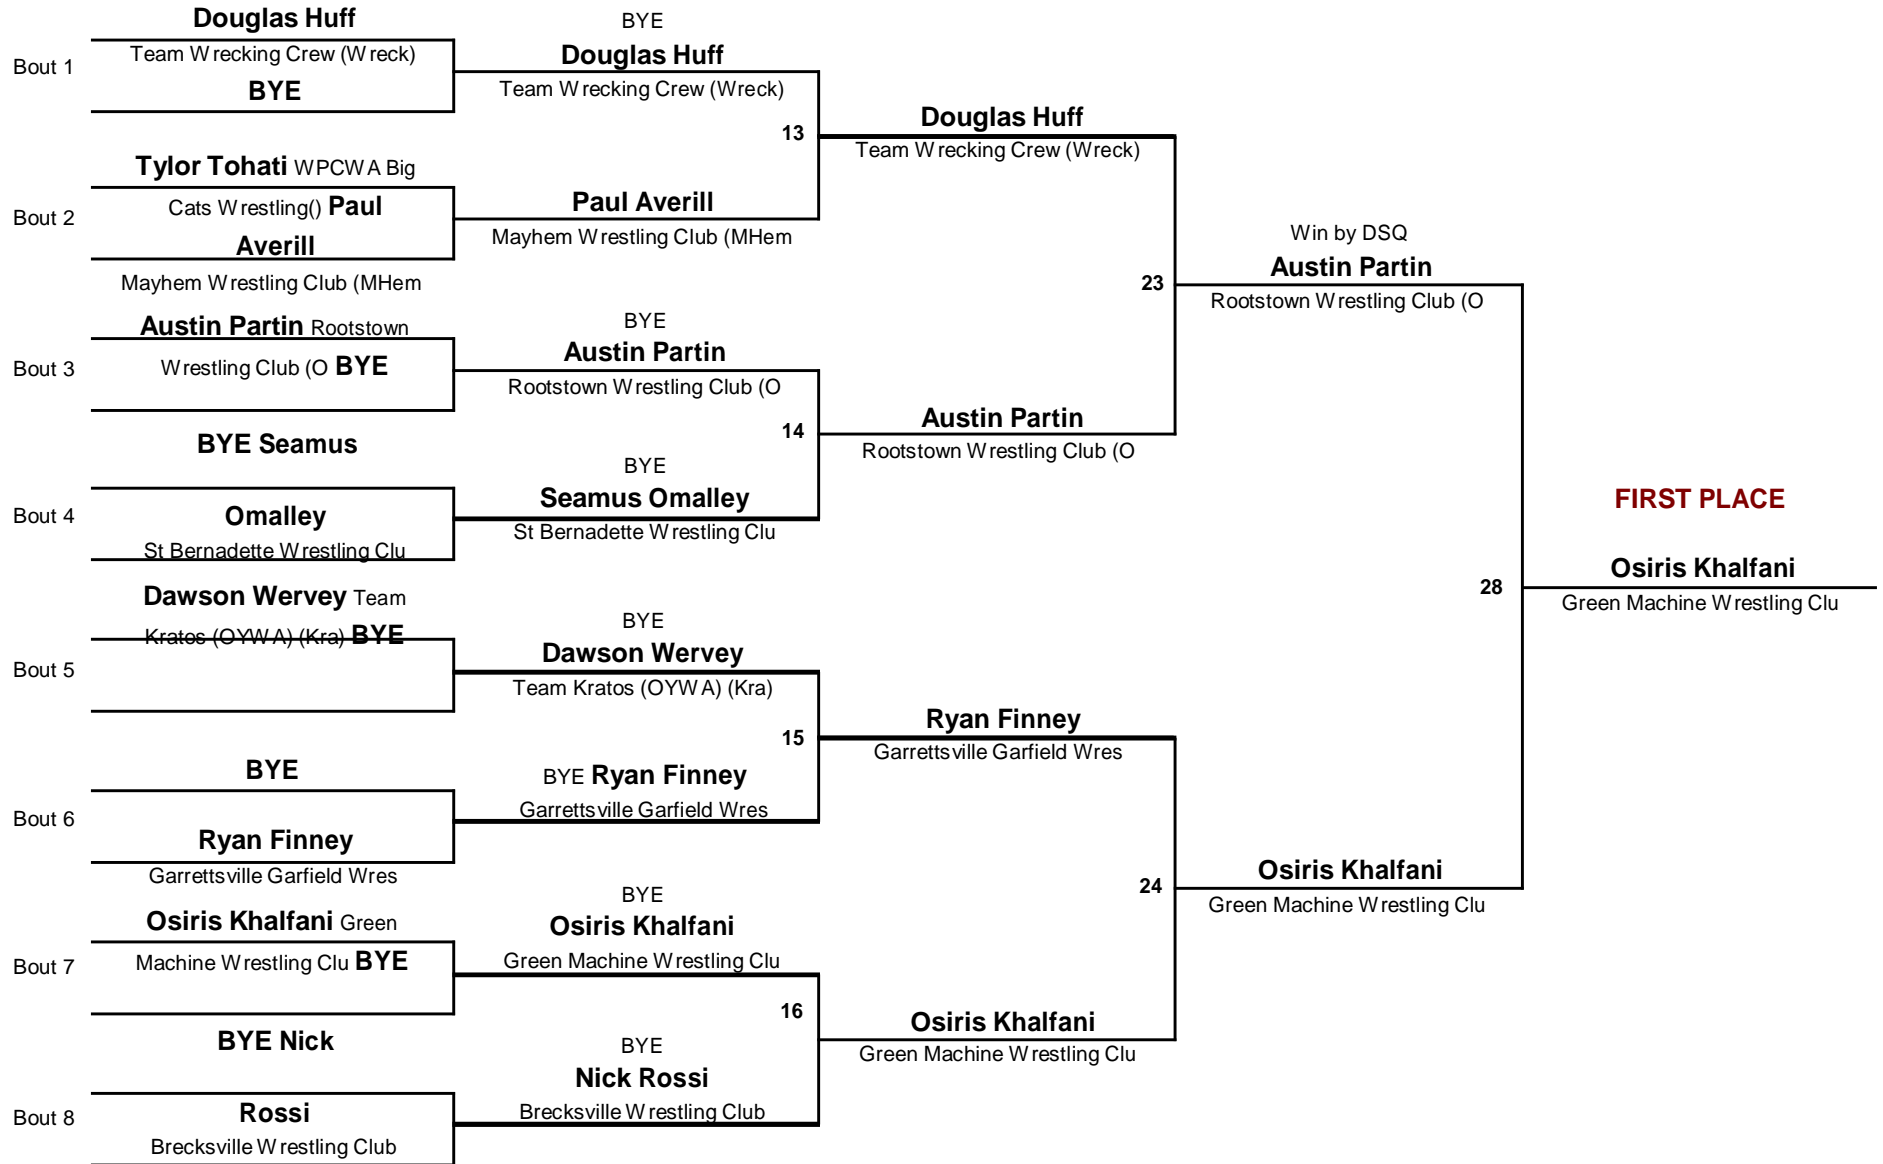 Douglas Huff
Bout 1
Team Wrecking Crew (Wreck)
BYE
Tylor Tohati WPCWA Big
Bout 2
Cats Wrestling() Paul
Averill
Mayhem Wrestling Club (MHem
Austin Partin Rootstown
Bout 3
Wrestling Club (O BYE
BYE Seamus
Bout 4
Omalley
St Bernadette Wrestling Clu
Dawson Wervey Team
Kratos (OYWA) (Kra) BYE
Bout 5
BYE
Bout 6
Ryan Finney
Garrettsville Garfield Wres
Osiris Khalfani Green
Bout 7
Machine Wrestling Clu BYE
BYE Nick
Bout 8
Rossi
Brecksville Wrestling Club
BYE
Douglas Huff
Team Wrecking Crew (Wreck)
13
Paul Averill
Mayhem Wrestling Club (MHem
BYE
Austin Partin
Rootstown Wrestling Club (O
14
BYE
Seamus Omalley
St Bernadette Wrestling Clu
BYE
Dawson Wervey
Team Kratos (OYWA) (Kra)
15
BYE Ryan Finney
Garrettsville Garfield Wres
BYE
Osiris Khalfani
Green Machine Wrestling Clu
16
BYE
Nick Rossi
Brecksville Wrestling Club
Douglas Huff
Team Wrecking Crew (Wreck)
23
Austin Partin
Rootstown Wrestling Club (O
Ryan Finney
Garrettsville Garfield Wres
24
Osiris Khalfani
Green Machine Wrestling Clu
Win by DSQ
Austin Partin
Rootstown Wrestling Club (O
28
Osiris Khalfani
Green Machine Wrestling Clu
FIRST PLACE
Osiris Khalfani
Green Machine Wrestling Clu